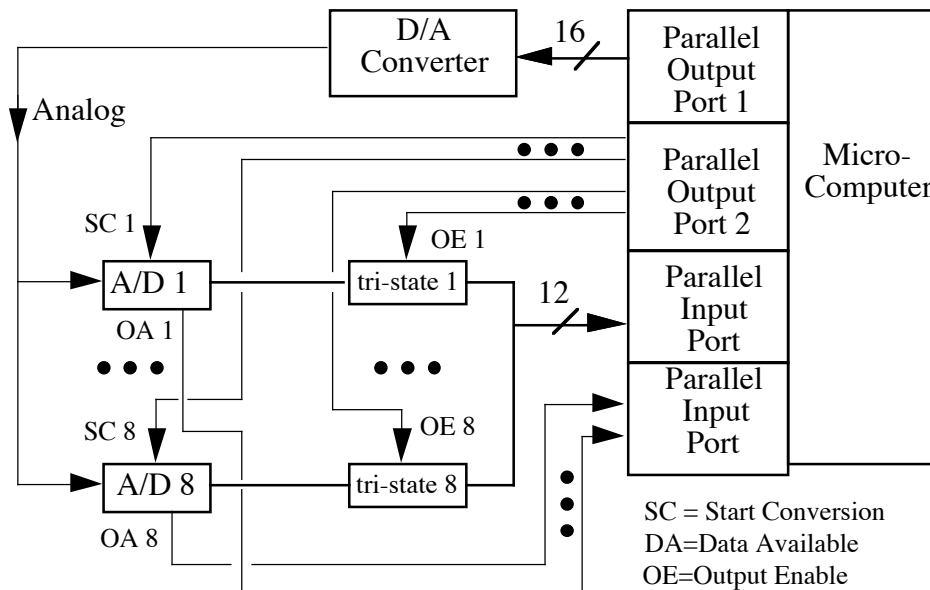 D/A
Converter
16
Parallel
Output
Port 1
Analog
Micro-
Computer
Parallel
Output
Port 2
SC 1
OE 1
A/D 1
tri-state 1
12
Parallel
Input
Port
OA 1
Parallel
Input
Port
SC 8
OE 8
A/D 8
tri-state 8
OA 8
SC = Start Conversion
DA=Data Available
OE=Output Enable